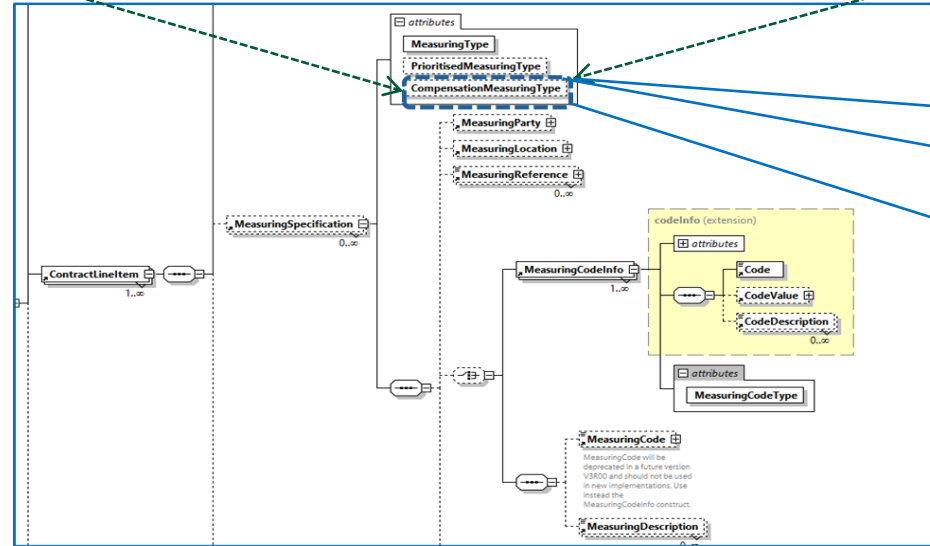 attributes
MeasuringType
PrioritisedMeasuringType
CompensationMeasuringType
MeasuringParty
MeasuringLocation
MeasuringReference
0..∞
MeasuringSpecification
0..∞
codeInfo (extension)
attributes
ContractLineItem
1..∞
MeasuringCodeInfo
1..∞
Code
CodeValue
CodeDescription
0..∞
attributes
MeasuringCodeType
MeasuringCode
MeasuringCode will be
deprecated in a future version
V3R00 and should not be used
in new implementations. Use
instead the
MeasuringCodeInfo construct.
MeasuringDescription
0..∞